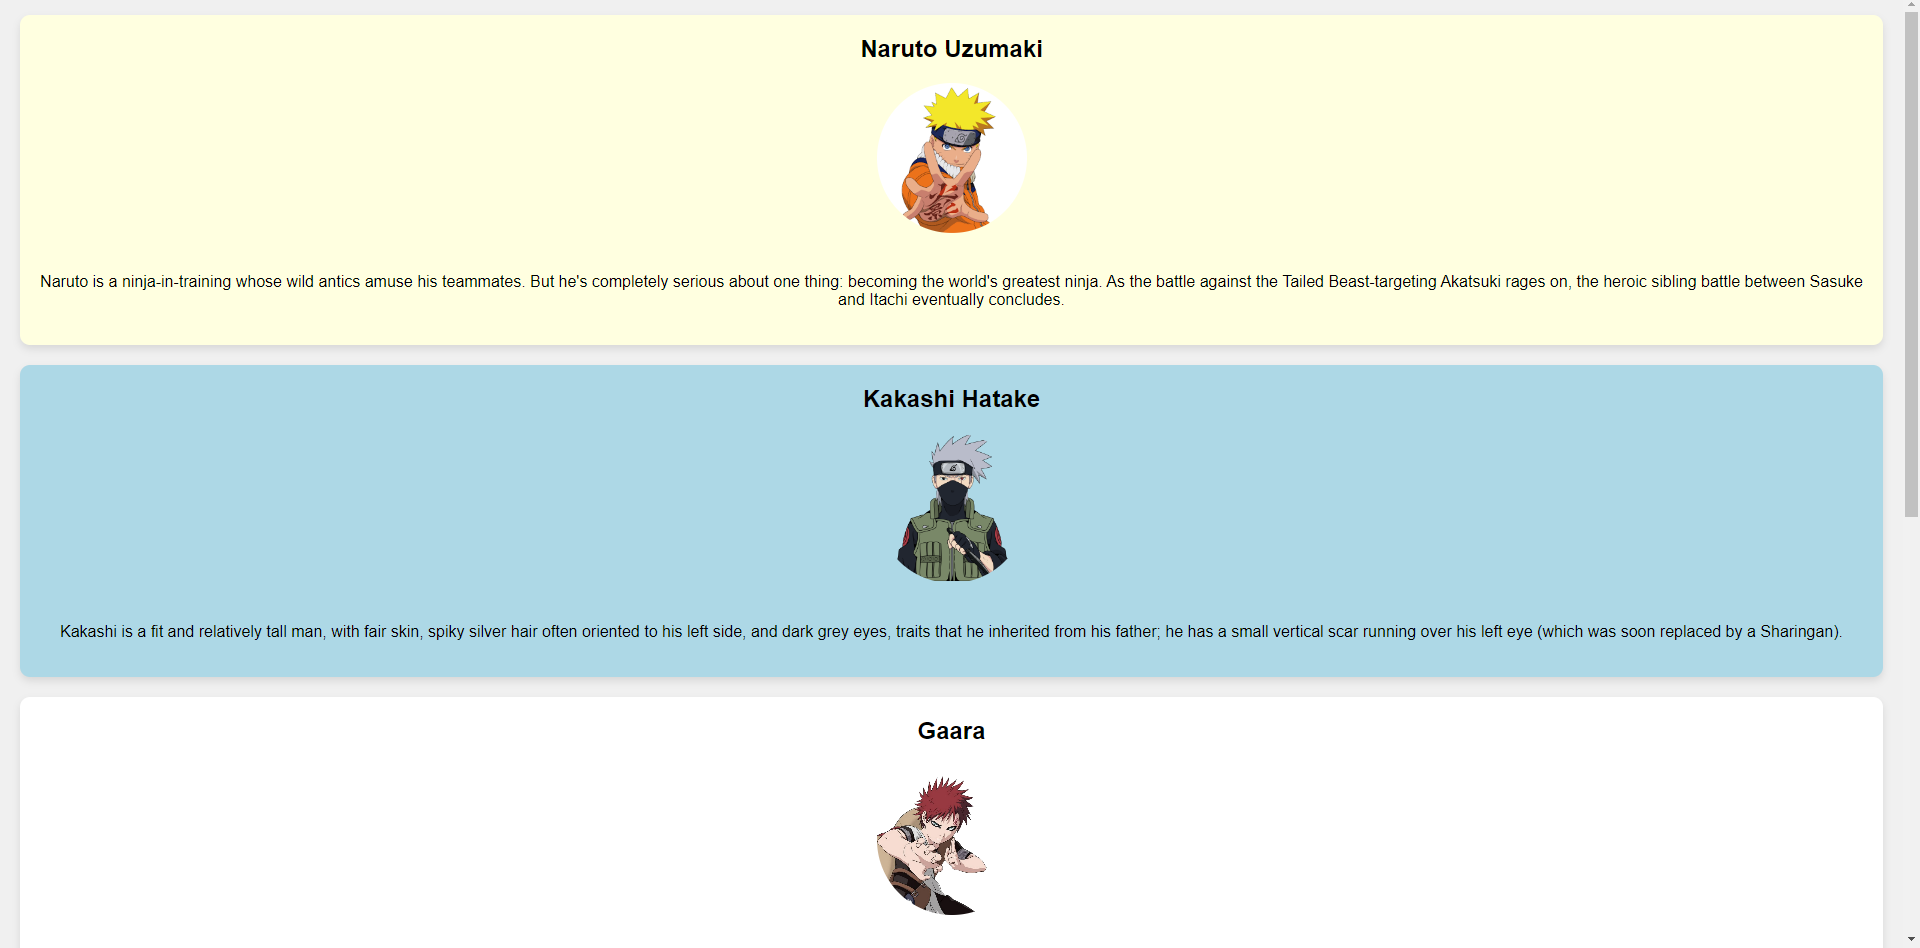 Naruto Uzumaki
Naruto is a ninja-in-training whose wild antics amuse his teammates. But he's completely serious about one thing: becoming the world's greatest ninja. As the battle against the Tailed Beast-targeting Akatsuki rages on, the heroic sibling battle between Sasuke
and Itachi eventually concludes.
Kakashi Hatake
Kakashi is a fit and relatively tall man, with fair skin, spiky silver hair often oriented to his left side, and dark grey eyes, traits that he inherited from his father; he has a small vertical scar running over his left eye (which was soon replaced by a Sharingan).
Gaara